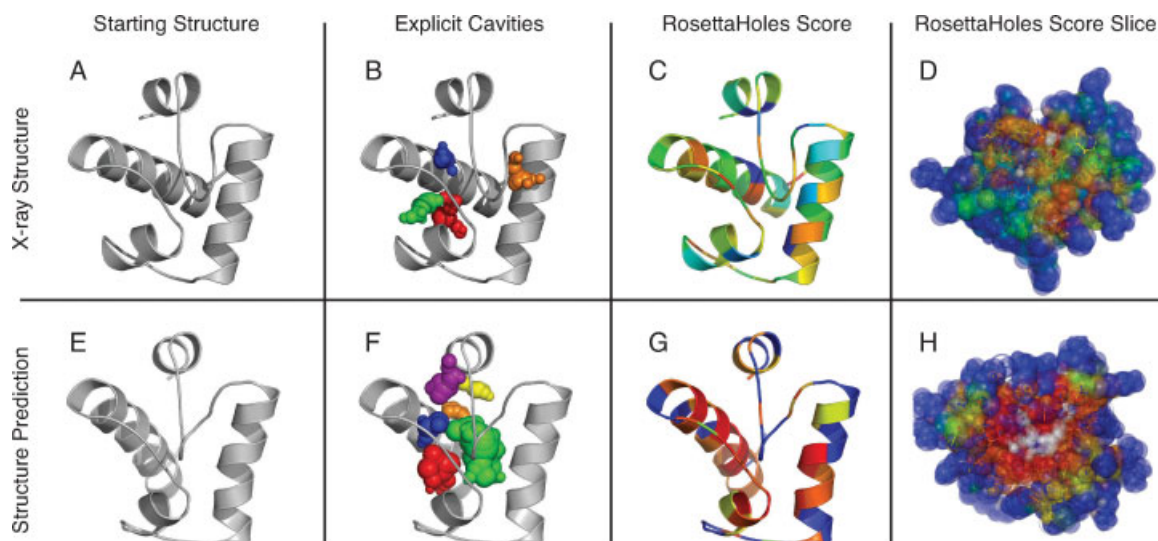 Starting Structure
Explicit Cavities
RosettaHoles Score
RosettaHoles Score Slice
X-ray Structure
A
B
C
D
Structure Prediction
E
F
G
H